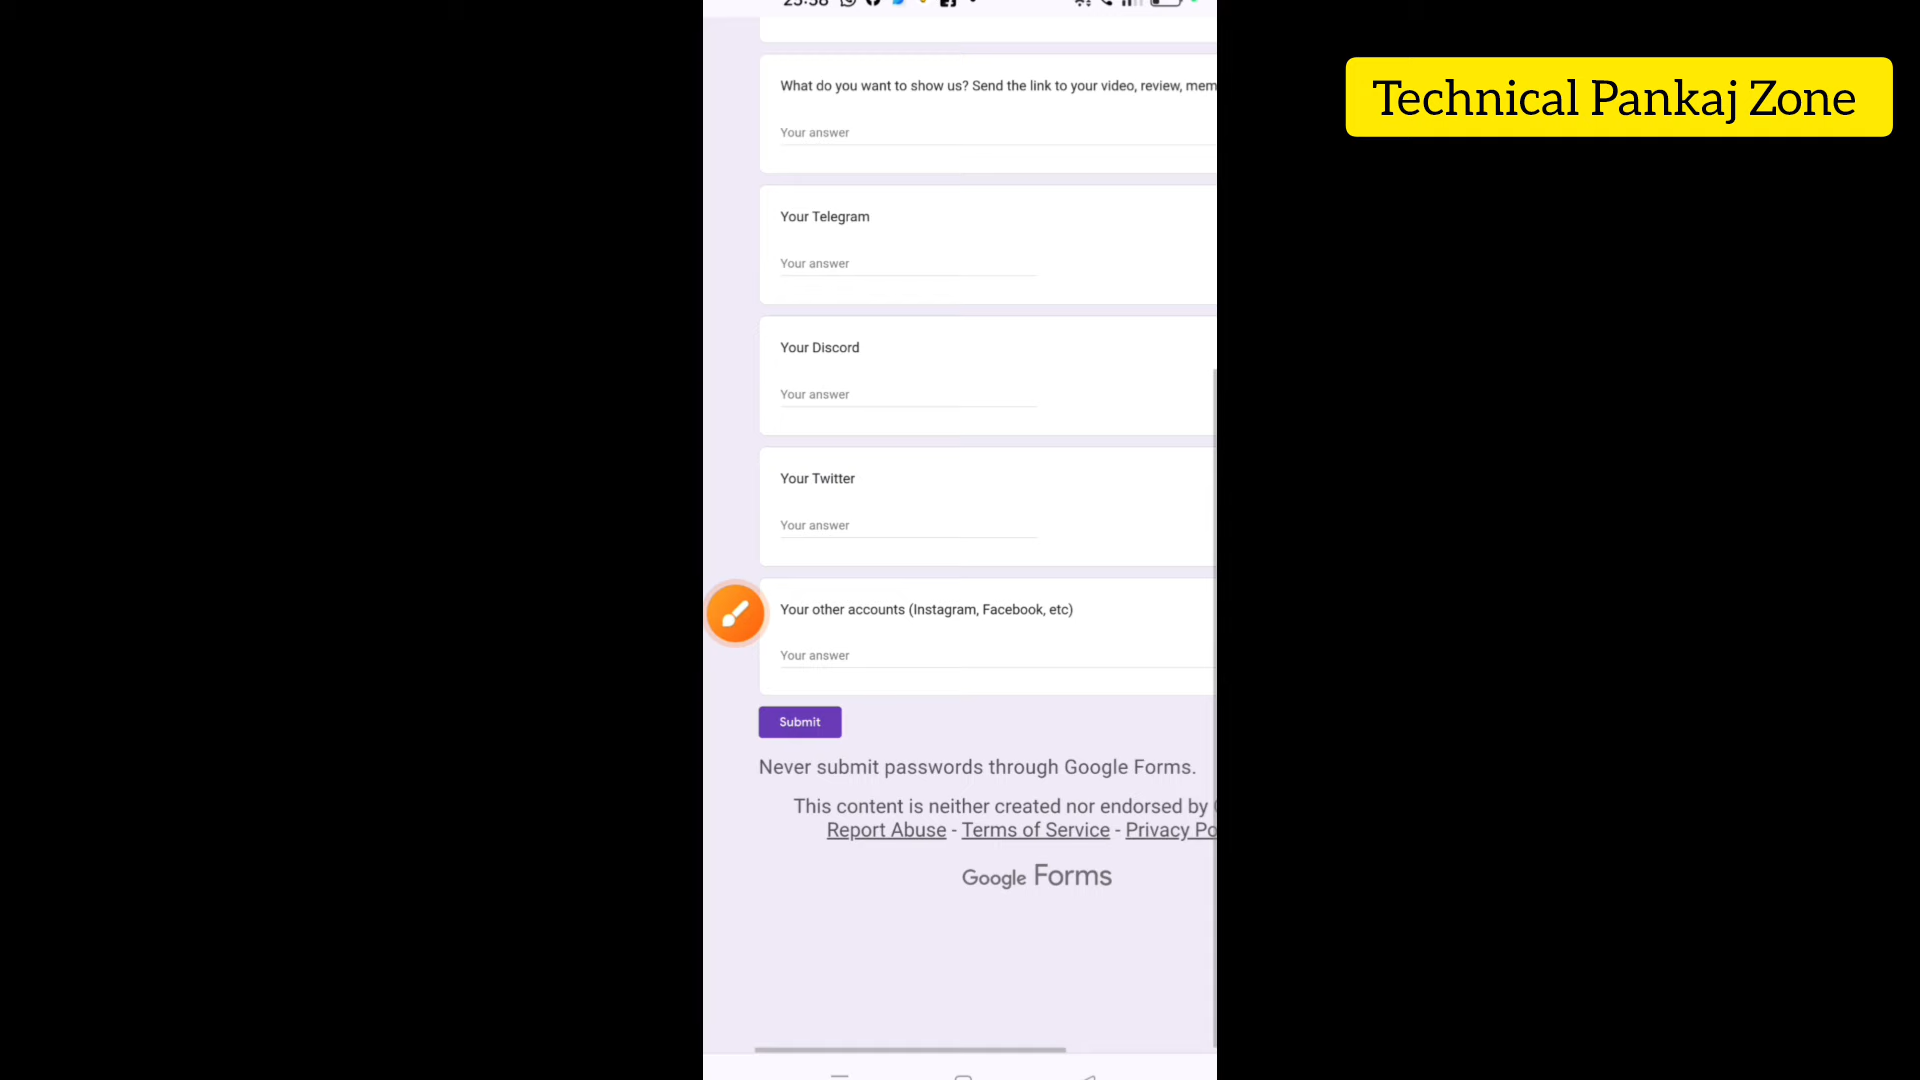 23:38
Technical Pankaj Zone
What do you want to show us? Send the link to your video, review, mem
Your answer
Your Telegram
Your answer
Your Discord
Your answer
Your Twitter
Your answer
Your other accounts (Instagram, Facebook, etc)
Your answer
Submit
Never submit passwords through Google Forms.
This content is neither created nor endorsed by
Report Abuse - Terms of Service - Privacy Po
Google Forms